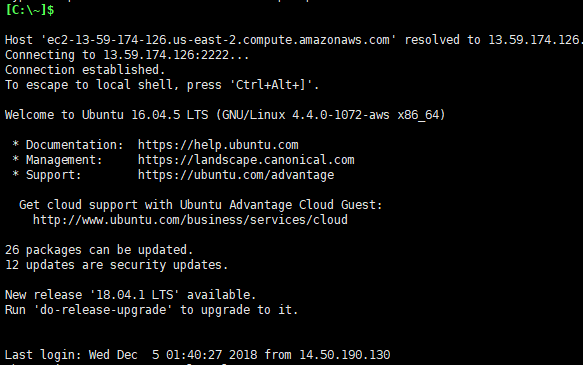 [C:\~]$
Host 'ec2-13-59-174-126.us-east-2.compute.amazonaws.com' resolved to 13.59.174.126.
Connecting to 13.59.174.126:2222...
Connection established.
To escape to local shell, press 'Ctrl+Alt+]'.
Welcome to Ubuntu 16.04.5 LTS (GNU/Linux 4.4.0-1072-aws x86_64)
* Documentation:  https://help.ubuntu.com
* Management:     https://landscape.canonical.com
* Support:        https://ubuntu.com/advantage
Get cloud support with Ubuntu Advantage Cloud Guest:
http://www.ubuntu.com/business/services/cloud
26 packages can be updated.
12 updates are security updates.
New release '18.04.1 LTS' available.
Run 'do-release-upgrade' to upgrade to it.
Last login: Wed Dec  5 01:40:27 2018 from 14.50.190.130